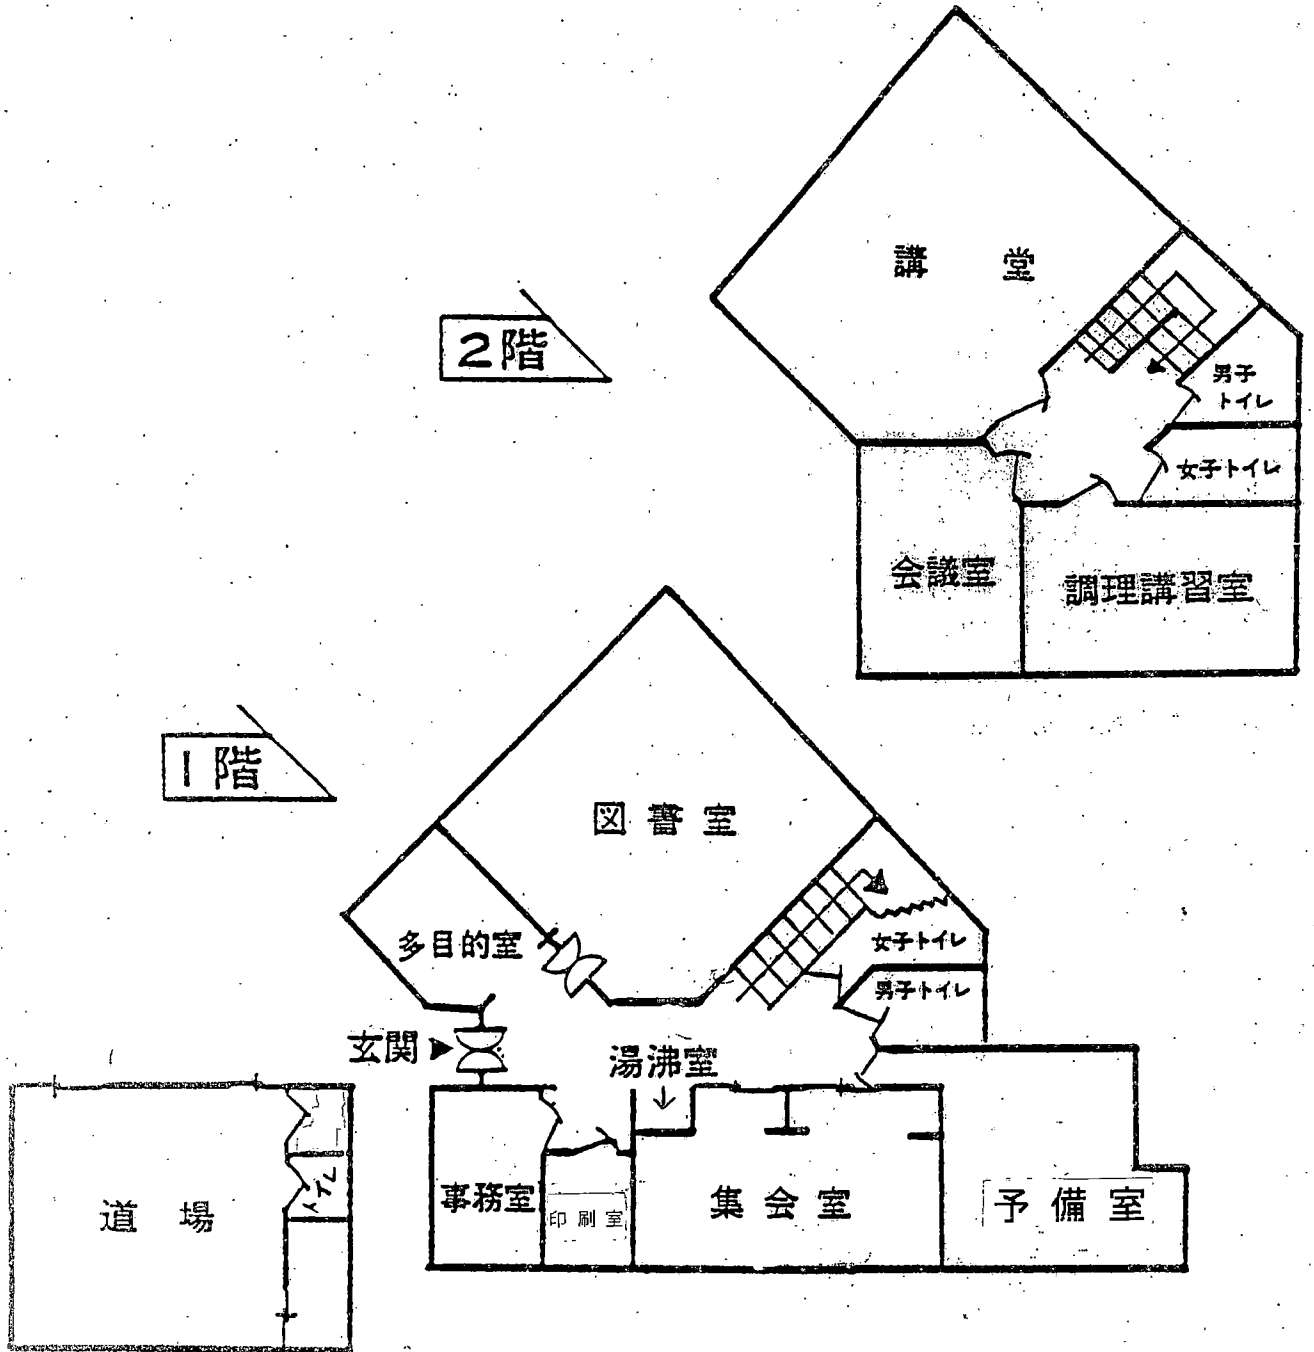 講堂
2階
男子
トイレ
女子トイレ
会議室
調理講習室
1階
図書室
多目的室
女子トイレ
男子トイレ
玄関
湯沸室
事務室
印刷室
集会室
予備室
道場
トイレ